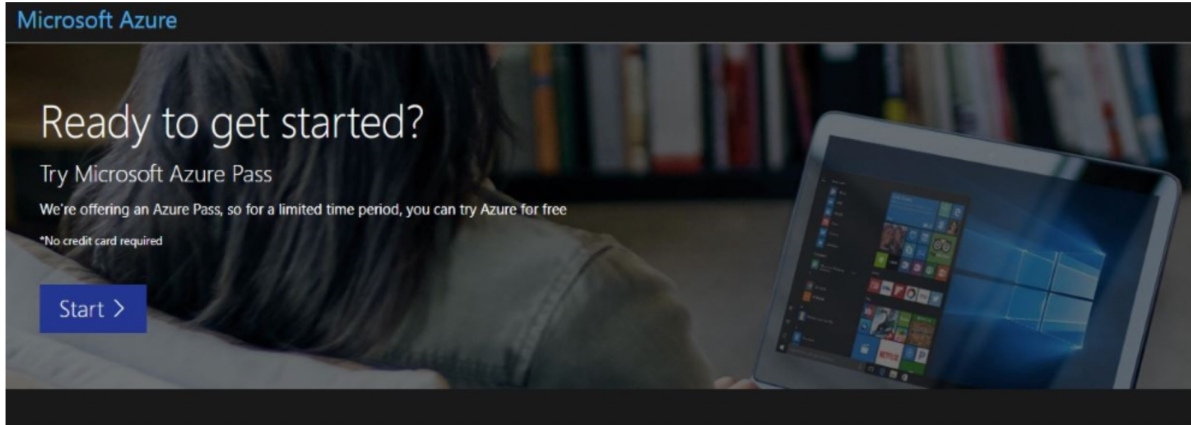 Microsoft Azure
Ready to get started?
Try Microsoft Azure Pass
We're offering an Azure Pass, so for a limited time period, you can try Azure for free
*No credit card required
Start >
NETFLIX